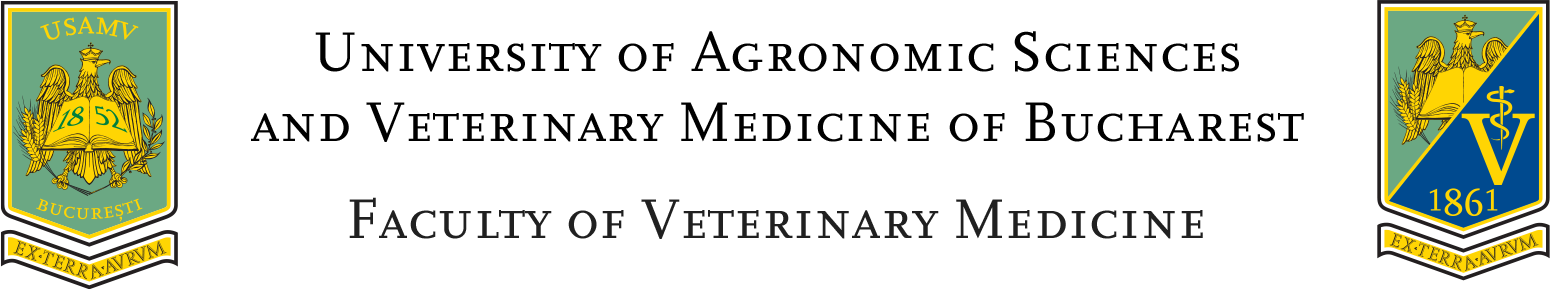 USAMV
1852
BUCUREȘTI
EX·TERRA·AVRVM
University of Agronomic Sciences
and Veterinary Medicine of Bucharest
Faculty of Veterinary Medicine
V
1861
EX·TERRA·AVRVM